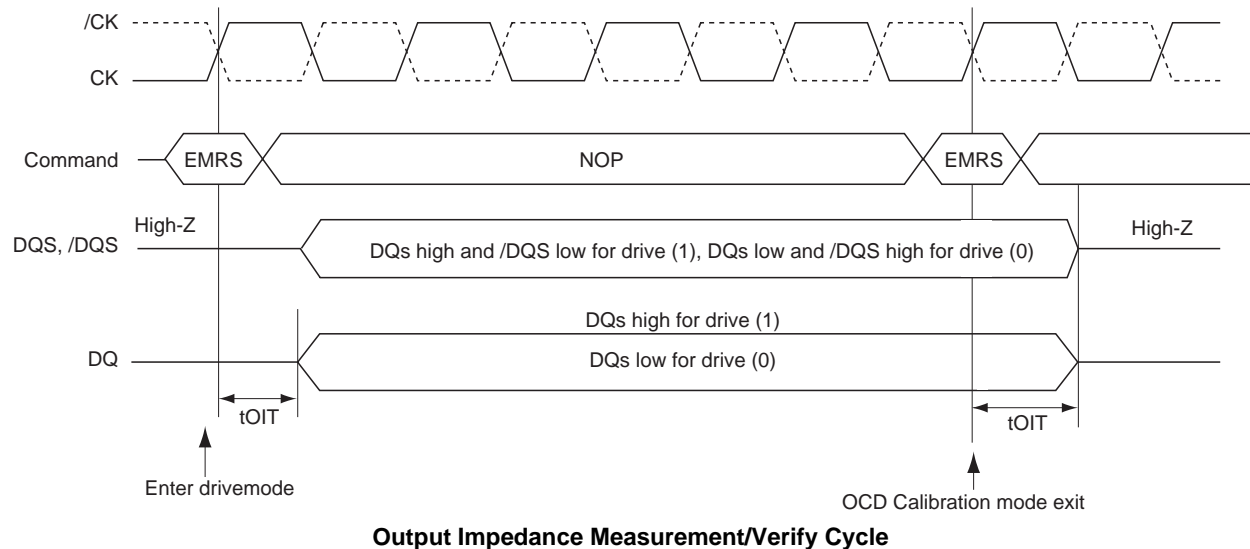 /CK
CK
Command
EMRS
NOP
EMRS
High-Z
High-Z
DQS, /DQS
DQs high and /DQS low for drive (1), DQs low and /DQS high for drive (0)
DQs high for drive (1)
DQ
DQs low for drive (0)
tOIT
tOIT
Enter drivemode
OCD Calibration mode exit
Output Impedance Measurement/Verify Cycle